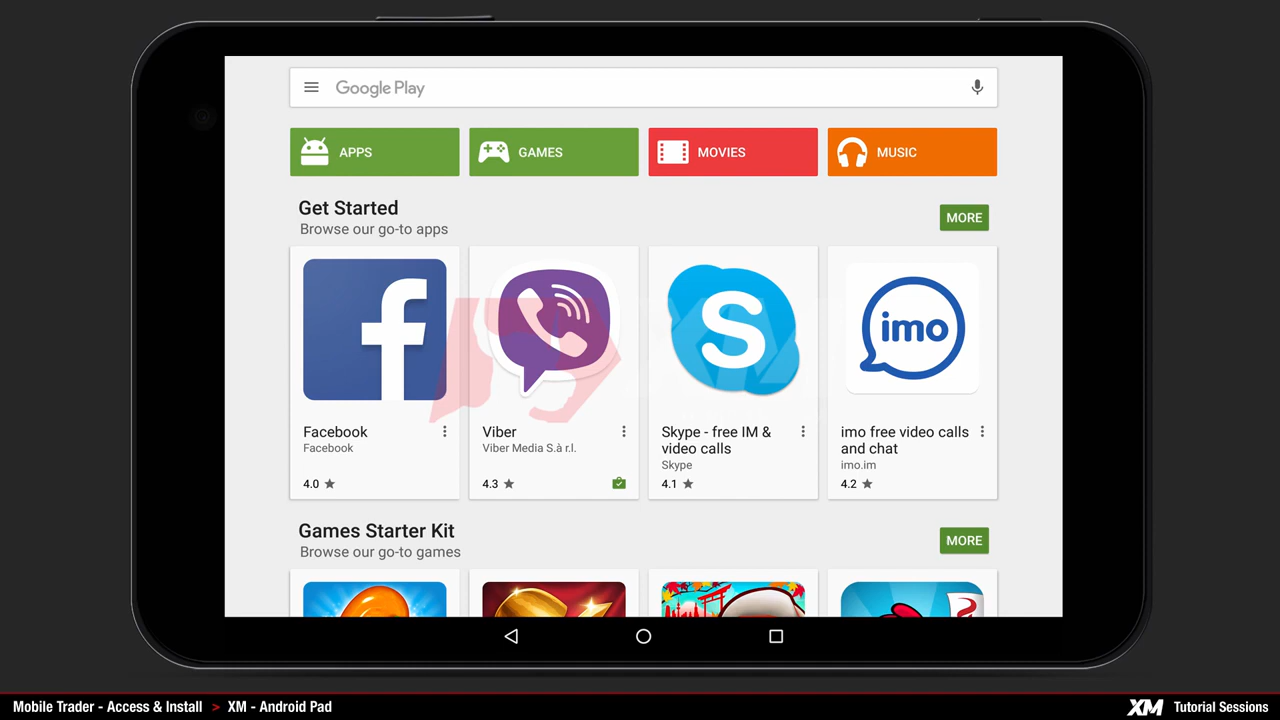 Google Play
APPS
GAMES
MOVIES
MUSIC
Get Started
Browse our go-to apps
MORE
imo
Facebook
Facebook
4.0
Viber
Viber Media S.à r.l.
4.3
Skype - free IM &
video calls
Skype
4.1
imo free video calls
and chat
imo.im
4.2
Games Starter Kit
Browse our go-to games
MORE
Mobile Trader - Access & Install > XM - Android Pad
XM Tutorial Sessions